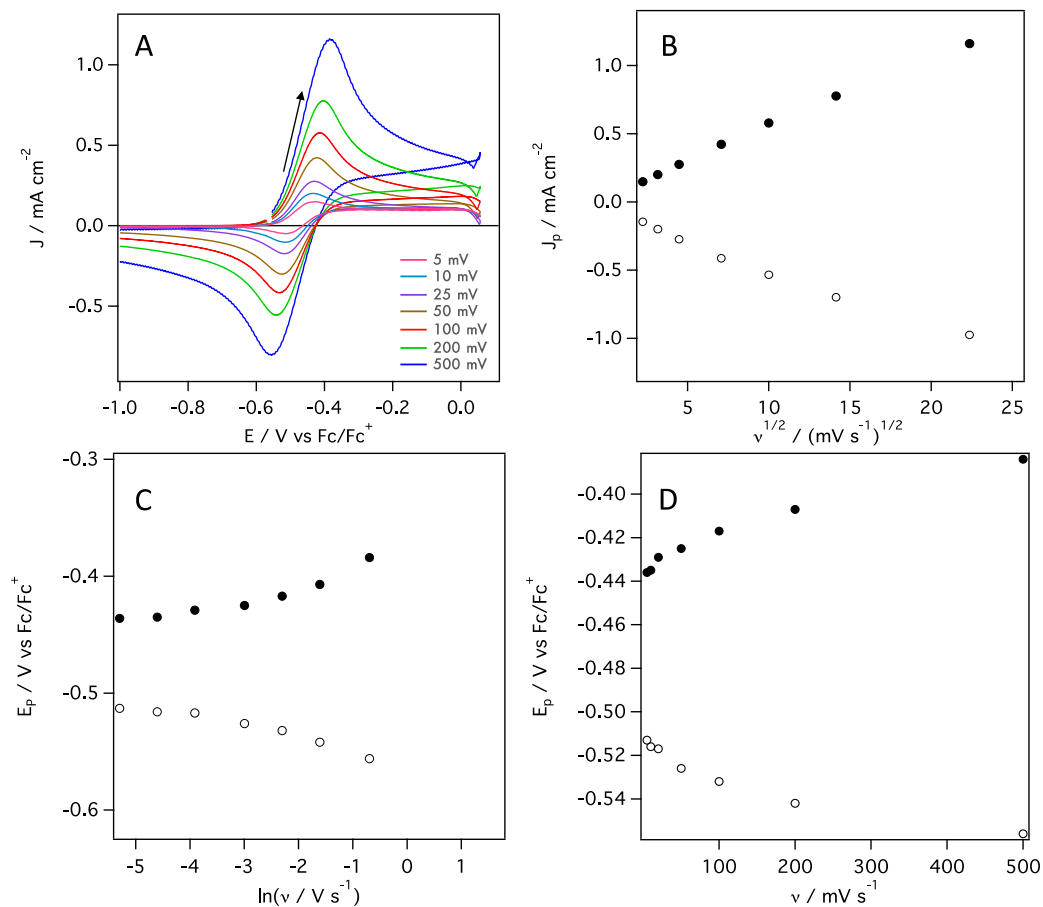 A
J / mA cm⁻²
1.0
0.5
0.0
-0.5
5 mV
10 mV
25 mV
50 mV
100 mV
200 mV
500 mV
-1.0
-0.8
-0.6
-0.4
-0.2
0.0
E / V vs Fc/Fc⁺
B
Jₚ / mA cm⁻²
1.0
0.5
0.0
-0.5
-1.0
5
10
15
20
25
ν¹ᐟ² / (mV s⁻¹)¹ᐟ²
C
Eₚ / V vs Fc/Fc⁺
-0.3
-0.4
-0.5
-0.6
-5
-4
-3
-2
-1
0
1
ln(ν / V s⁻¹)
D
Eₚ / V vs Fc/Fc⁺
-0.40
-0.42
-0.44
-0.46
-0.48
-0.50
-0.52
-0.54
100
200
300
400
500
ν / mV s⁻¹